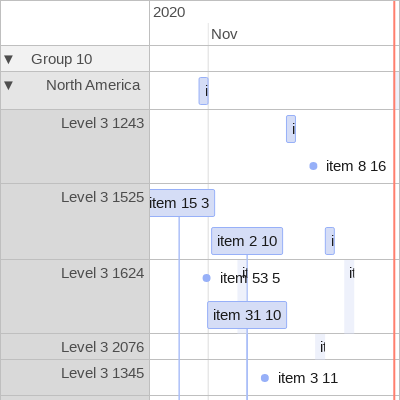 2020
Nov
▼ Group 10
▼ North America
Level 3 1243
item 8 16
Level 3 1525
item 15 3
item 2 10
Level 3 1624
item 53 5
item 31 10
Level 3 2076
Level 3 1345
item 3 11